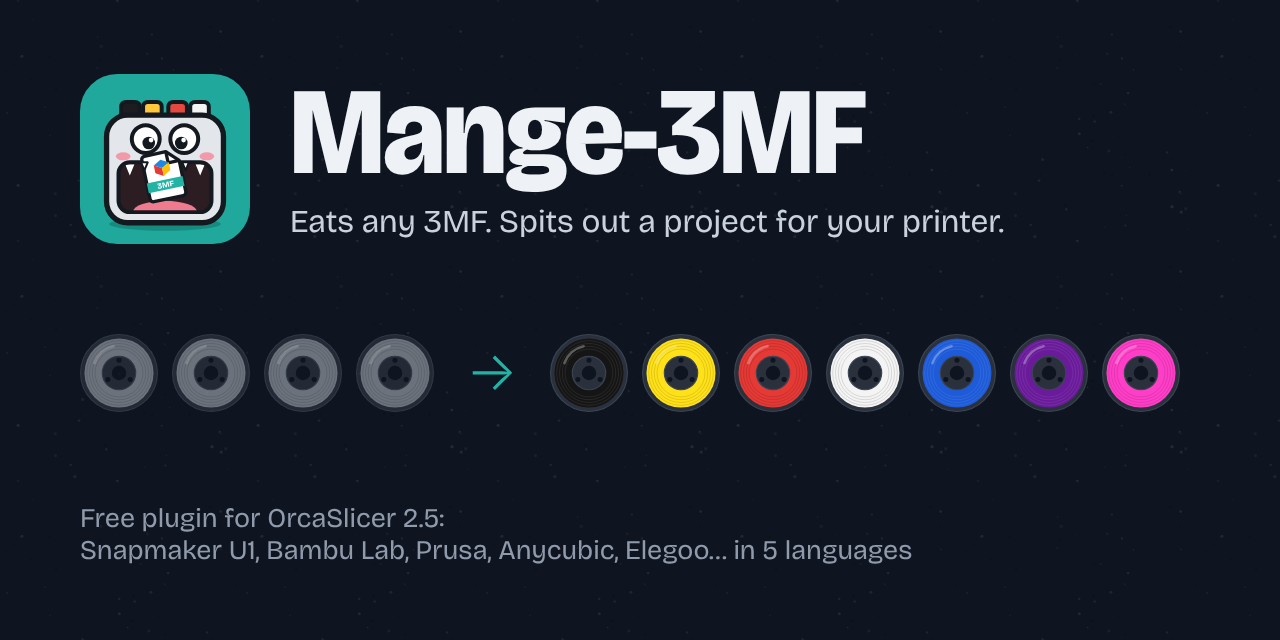 3MF
Mange-3MF
Eats any 3MF. Spits out a project for your printer.
Free plugin for OrcaSlicer 2.5:
Snapmaker U1, Bambu Lab, Prusa, Anycubic, Elegoo... in 5 languages